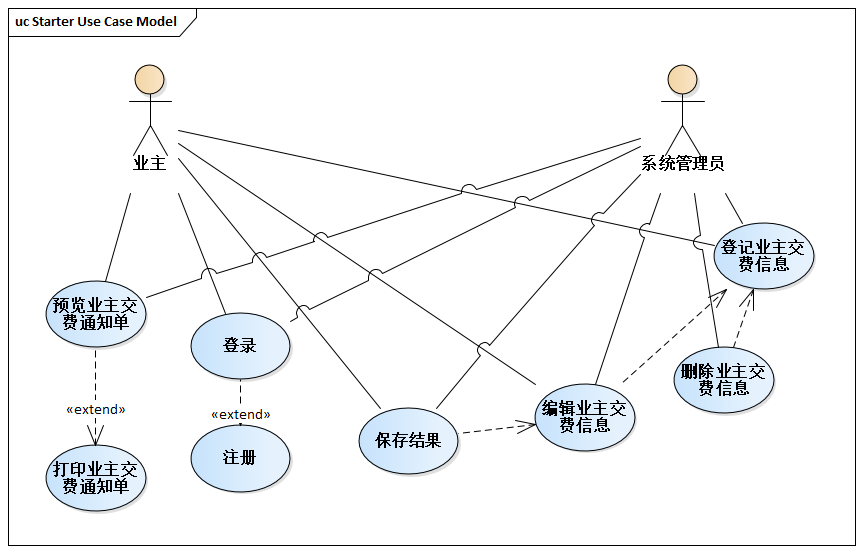 uc Starter Use Case Model
业主
系统管理员
登记业主交
费信息
预览业主交
费通知单
登录
删除业主交
费信息
«extend»
«extend»
编辑业主交
费信息
保存结果
注册
打印业主交
费通知单